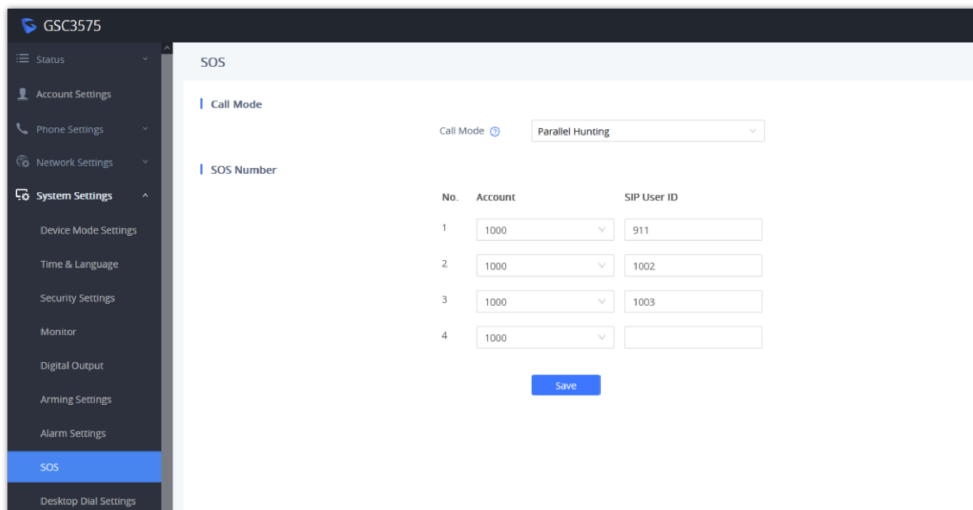 GSC3575
Status
Account Settings
Phone Settings
Network Settings
System Settings
Device Mode Settings
Time & Language
Security Settings
Monitor
Digital Output
Arming Settings
Alarm Settings
SOS
Desktop Dial Settings
SOS
Call Mode
Call Mode ? Parallel Hunting
SOS Number
No. Account SIP User ID
1 1000 911
2 1000 1002
3 1000 1003
4 1000
Save